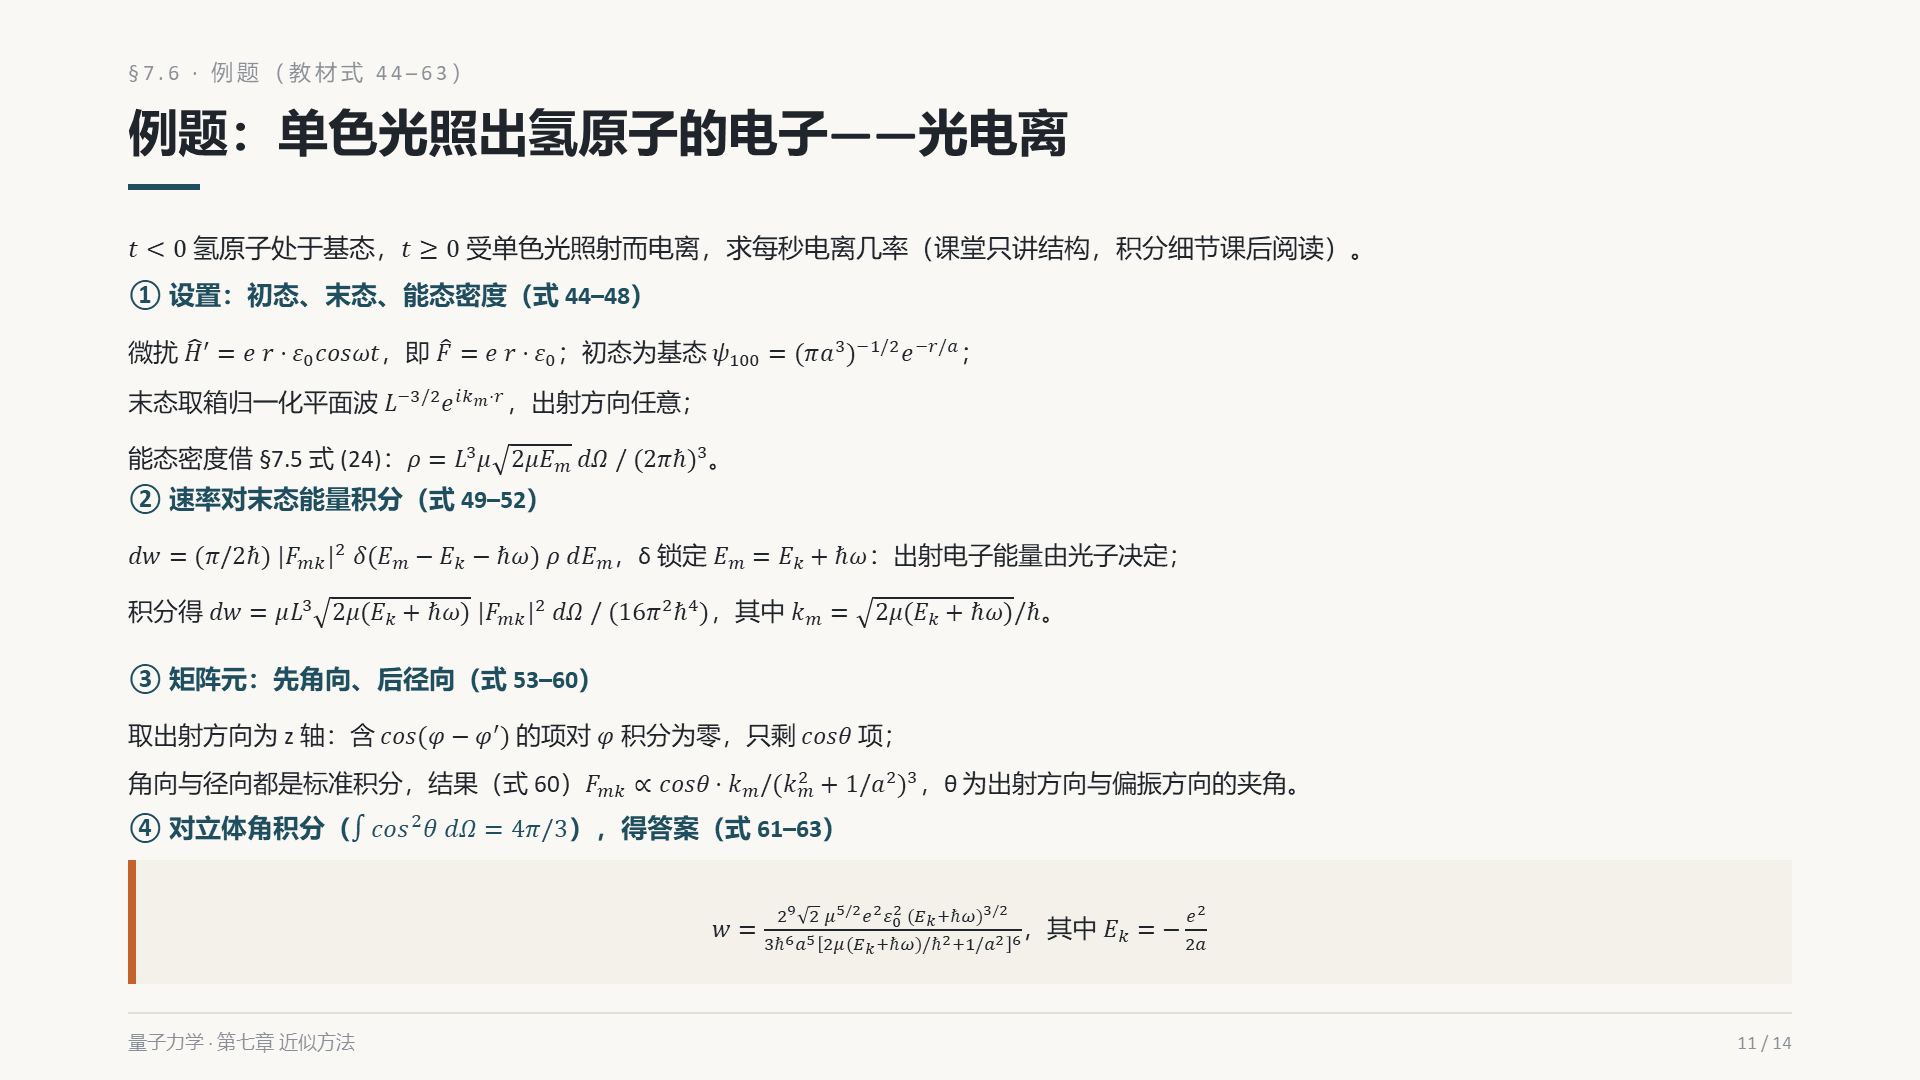 §7.6 · 例题（教材式 44–63）
例题：单色光照出氢原子的电子——光电离
t < 0 氢原子处于基态，t ≥ 0 受单色光照射而电离，求每秒电离几率（课堂只讲结构，积分细节课后阅读）。
① 设置：初态、末态、能态密度（式 44–48）
微扰 Ĥ′ = e r · ε₀cosωt，即 F̂ = e r · ε₀；初态为基态 ψ₁₀₀ = (πa³)^{−1/2}e^{−r/a}；
末态取箱归一化平面波 L^{−3/2}e^{ik_m·r}，出射方向任意；
能态密度借 §7.5 式 (24)：ρ = L³μ√(2μE_m) dΩ / (2πħ)³。
② 速率对末态能量积分（式 49–52）
dw = (π/2ħ) |F_{mk}|² δ(E_m − E_k − ħω) ρ dE_m，δ 锁定 E_m = E_k + ħω：出射电子能量由光子决定；
积分得 dw = μL³√(2μ(E_k + ħω)) |F_{mk}|² dΩ / (16π²ħ⁴)，其中 k_m = √(2μ(E_k + ħω))/ħ。
③ 矩阵元：先角向、后径向（式 53–60）
取出射方向为 z 轴：含 cos(φ − φ′) 的项对 φ 积分为零，只剩 cosθ 项；
角向与径向都是标准积分，结果（式 60）F_{mk} ∝ cosθ · k_m/(k_m² + 1/a²)³，θ 为出射方向与偏振方向的夹角。
④ 对立体角积分（∫ cos²θ dΩ = 4π/3），得答案（式 61–63）
w = \frac{2⁹√2 μ^{5/2}e²ε₀² (E_k+ħω)^{3/2}}{3ħ⁶a⁵[2μ(E_k+ħω)/ħ²+1/a²]⁶}，其中 E_k = −\frac{e²}{2a}
量子力学 · 第七章 近似方法
11 / 14